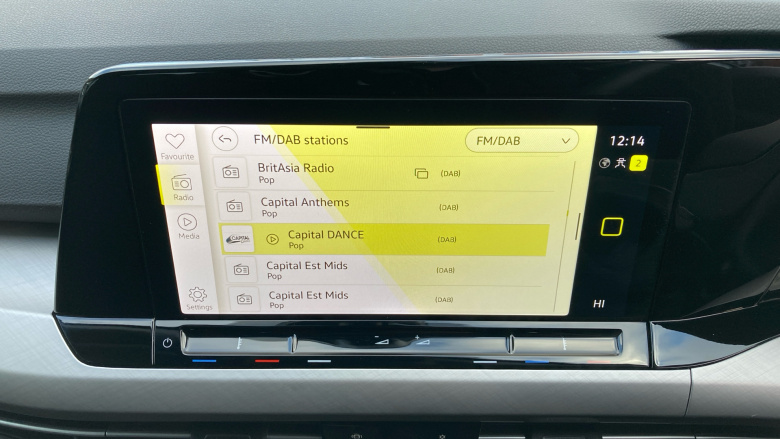 FM/DAB stations
FM/DAB
12:14
Favourite
BritAsia Radio
(DAB)
Pop
2
Radio
Capital Anthems
(DAB)
Pop
Media
CAPITAL
Capital DANCE
(DAB)
Pop
Capital Est Mids
(DAB)
Pop
Settings
Capital Est Mids
(DAB)
Pop
HI